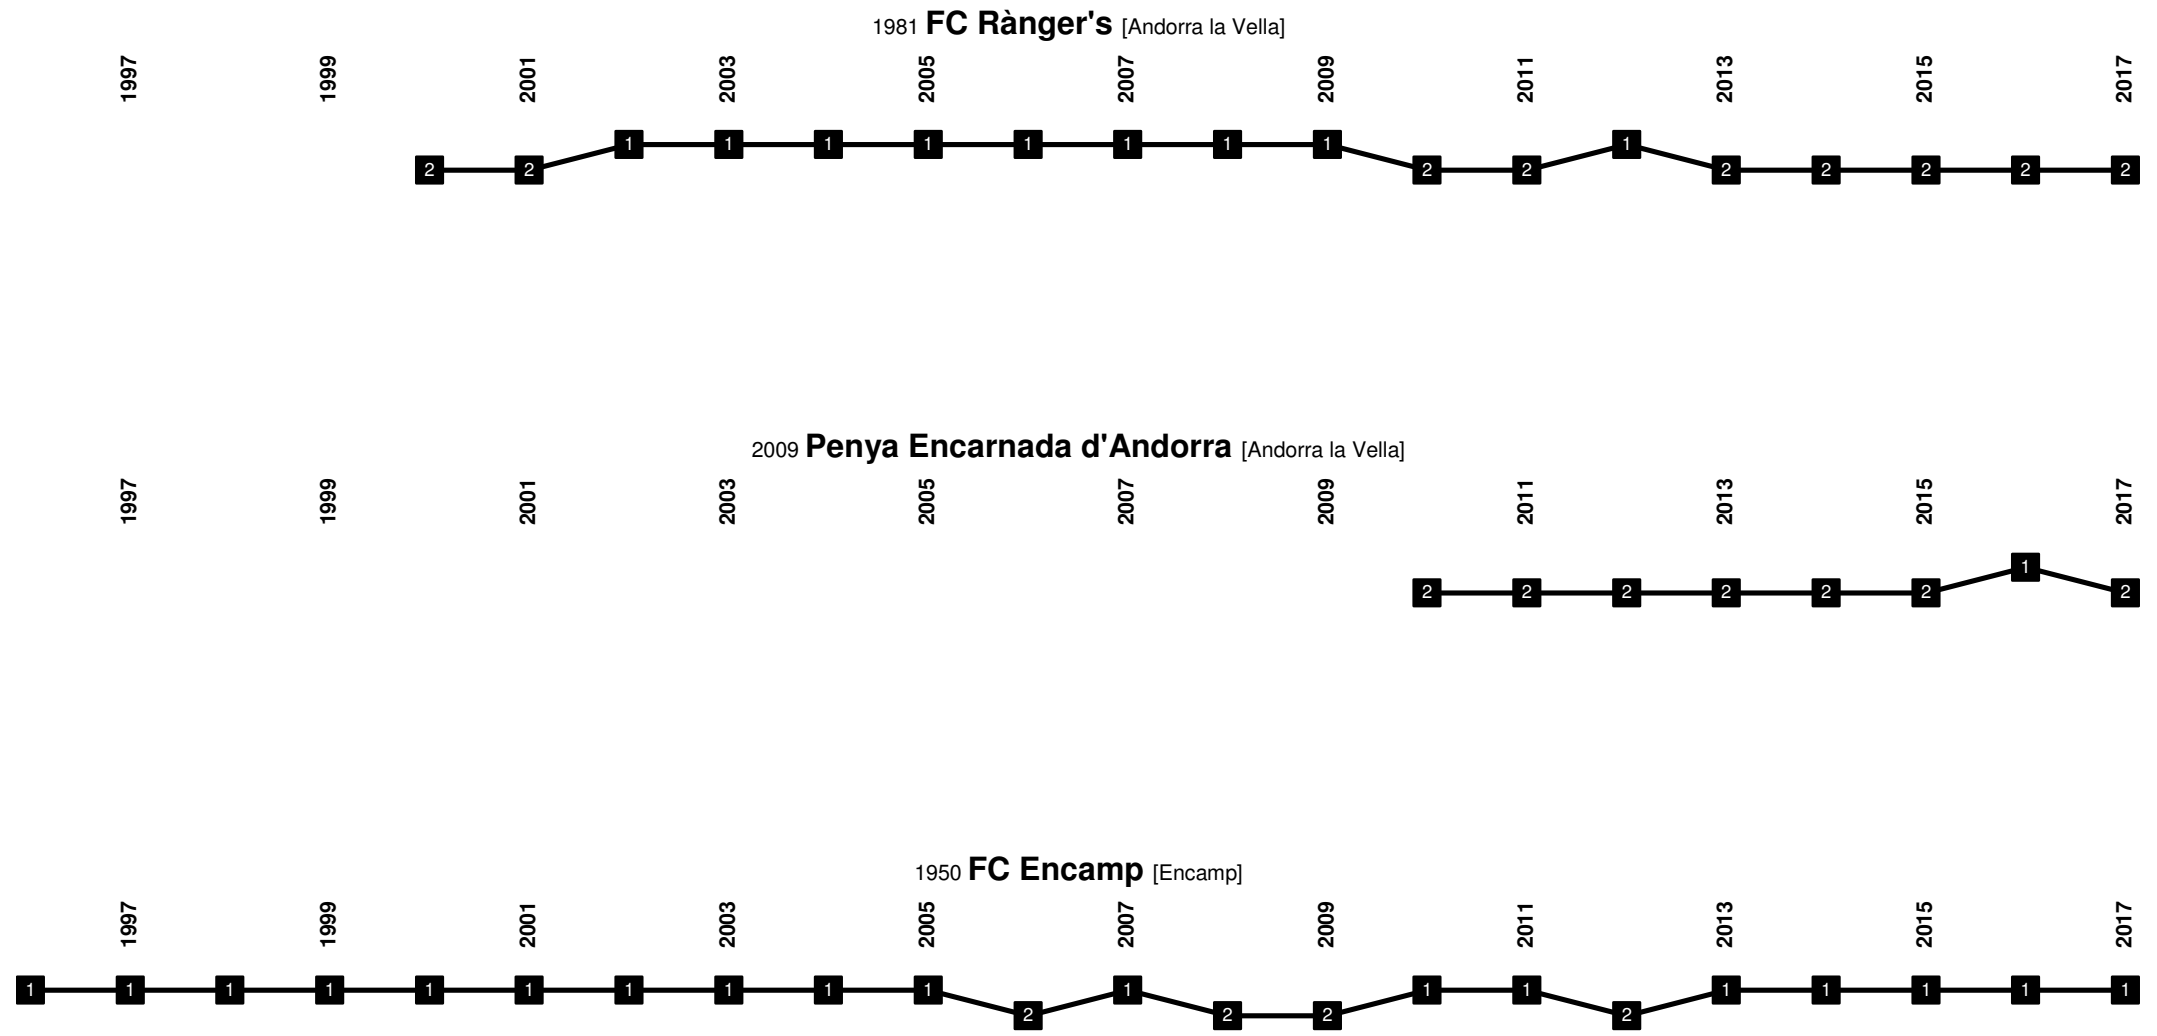 1981 FC Rànger's [Andorra la Vella]
1997 1999 2001 2003 2005 2007 2009 2011 2013 2015 2017
1 1 1 1 1 1 1 1 1
2 2 2 2 2 2 2 2 2
2009 Penya Encarnada d'Andorra [Andorra la Vella]
1997 1999 2001 2003 2005 2007 2009 2011 2013 2015 2017
1
2 2 2 2 2 2 2
1950 FC Encamp [Encamp]
1997 1999 2001 2003 2005 2007 2009 2011 2013 2015 2017
1 1 1 1 1 1 1 1 1 1 1 1 1 1 1 1 1 1
2 2 2 2